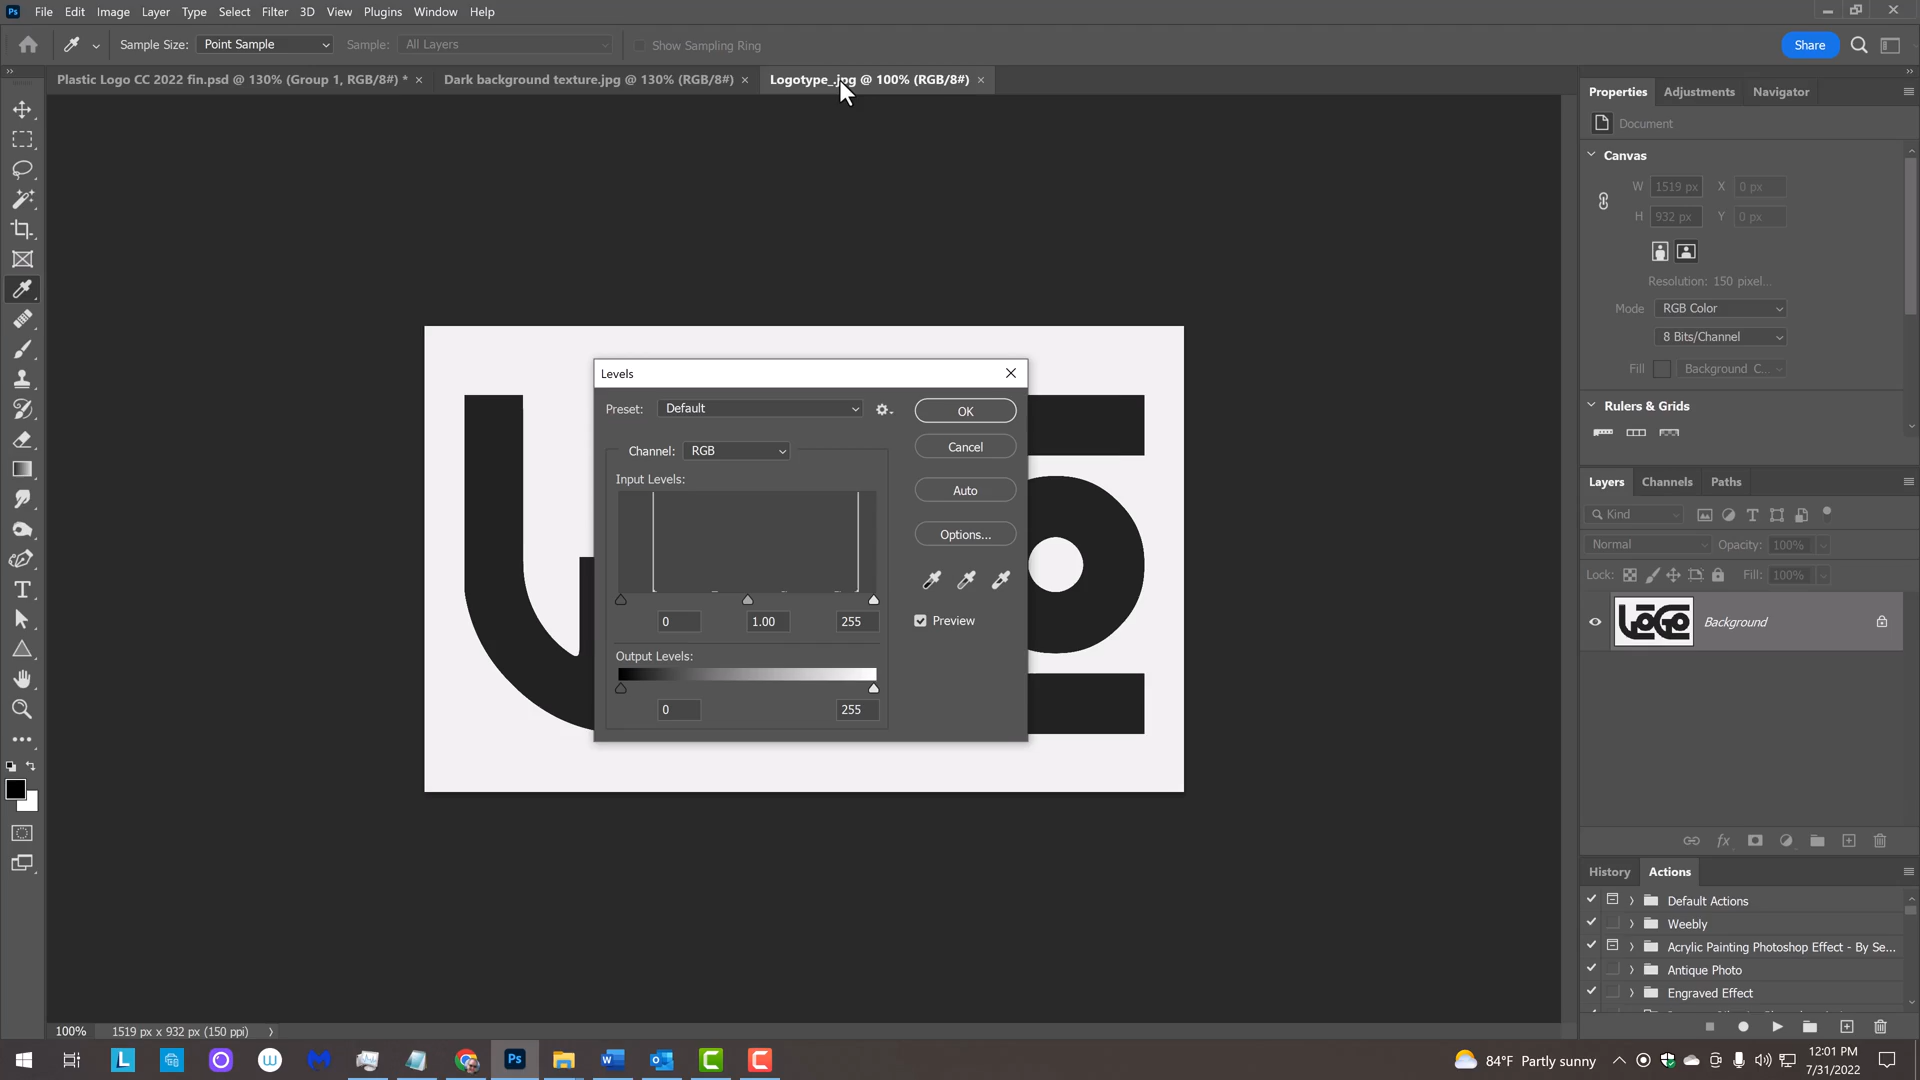 Ps File Edit Image Layer Type Select Filter 3D View Plugins Window Help
Sample Size: Point Sample Sample: All Layers Show Sampling Ring Share
Plastic Logo CC 2022 fin.psd @ 130% (Group 1, RGB/8#) * × Dark background texture.jpg @ 130% (RGB/8#) × Logotype_.jpg @ 100% (RGB/8#) ×
Properties Adjustments Navigator
Document
Canvas
W 1519 px X 0 px
H 932 px Y 0 px
Resolution: 150 pixel...
Mode RGB Color
8 Bits/Channel
Fill Background C...
Rulers & Grids
Levels
Preset: Default
OK
Channel: RGB
Cancel
Input Levels:
Auto
Options...
0 1.00 255
Preview
Output Levels:
0 255
Layers Channels Paths
Kind
Normal Opacity: 100%
Lock: Fill: 100%
LOGO Background
fx
History Actions
Default Actions
Weebly
Acrylic Painting Photoshop Effect - By Se...
Antique Photo
Engraved Effect
100% 1519 px x 932 px (150 ppi)
84°F Partly sunny
12:01 PM
7/31/2022